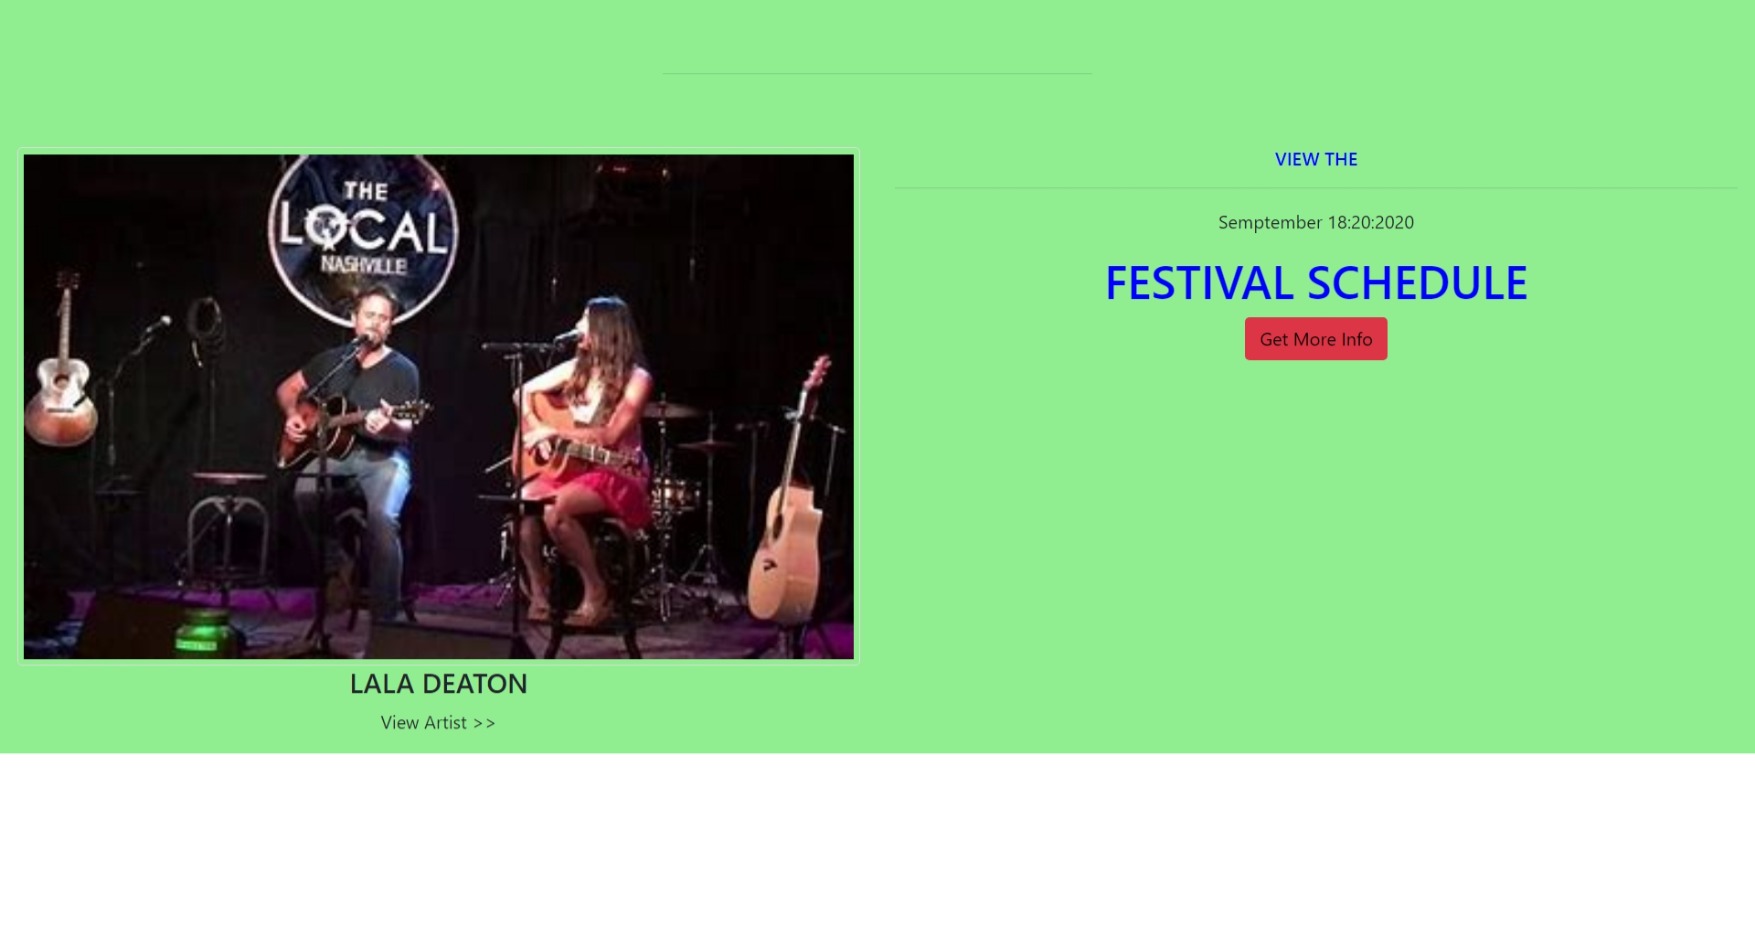 THE
LOCAL
NASHVILLE
LALA DEATON
View Artist >>
VIEW THE
Semptember 18:20:2020
FESTIVAL SCHEDULE
Get More Info